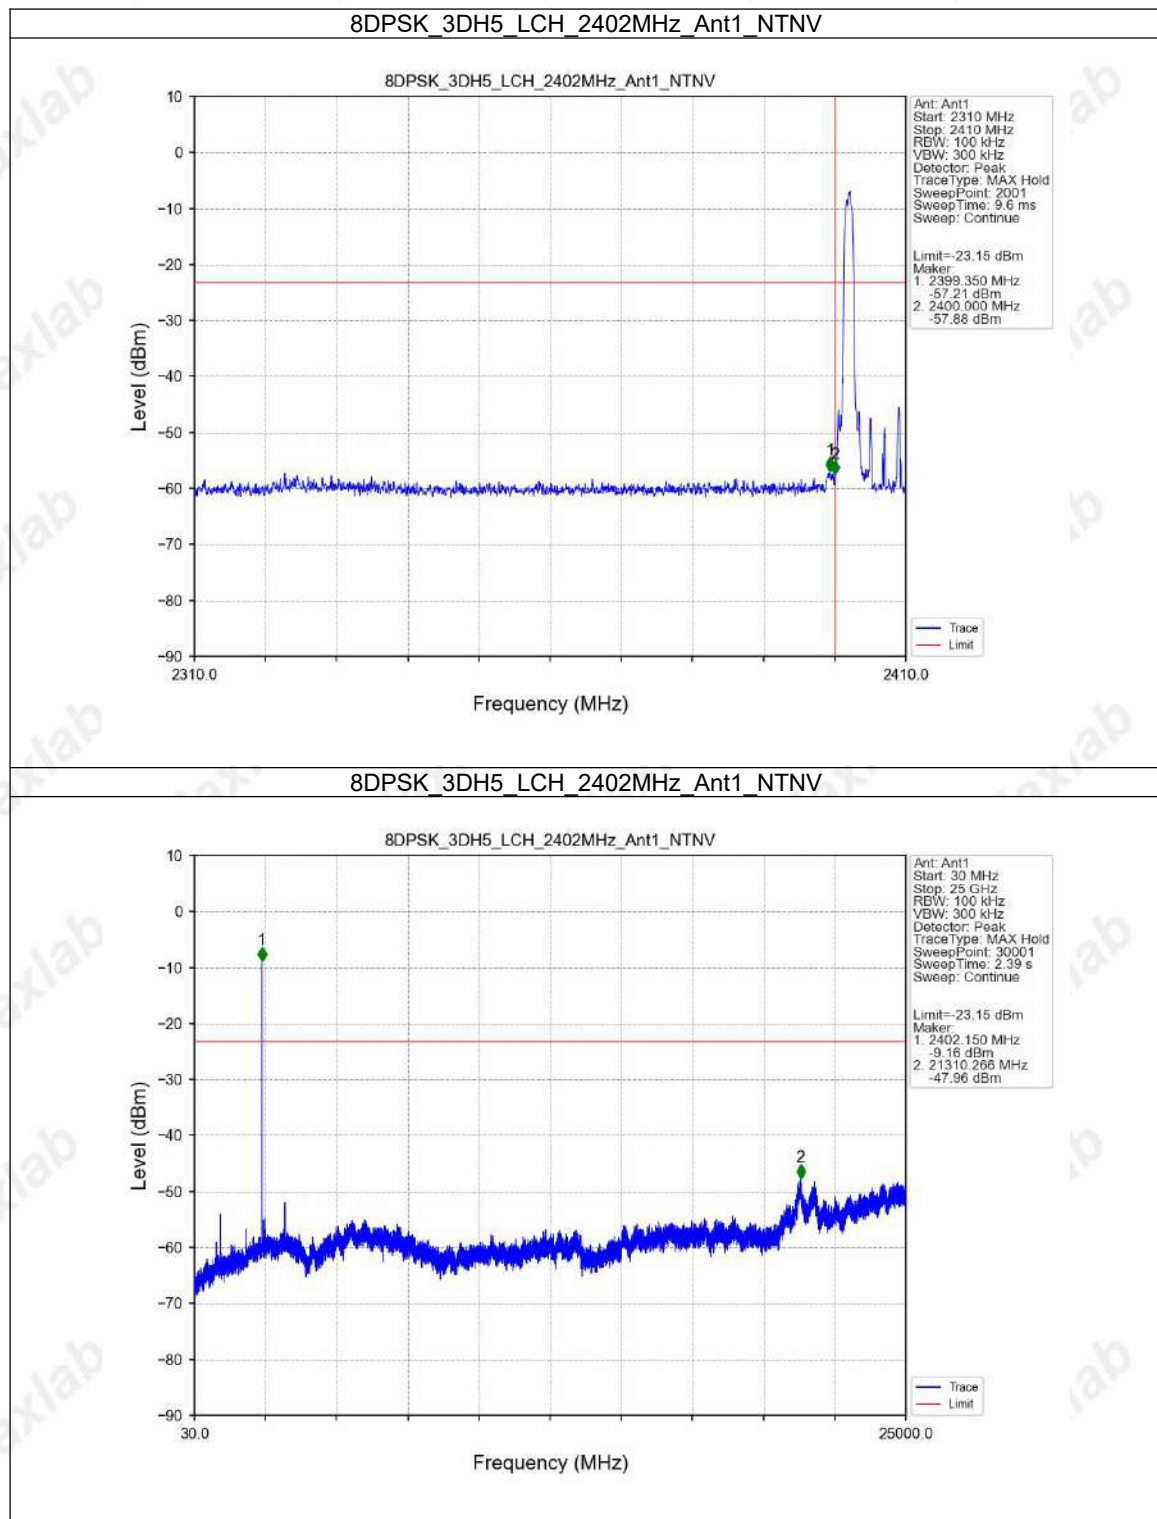 8DPSK_3DH5_LCH_2402MHz_Ant1_NTNV
8DPSK_3DH5_LCH_2402MHz_Ant1_NTNV
10
0
−10
−20
−30
−40
−50
−60
−70
−80
−90
Level (dBm)
2310.0
2410.0
Frequency (MHz)
1
2
Ant: Ant1
Start: 2310 MHz
Stop: 2410 MHz
RBW: 100 kHz
VBW: 300 kHz
Detector: Peak
TraceType: MAX Hold
SweepPoint: 2001
SweepTime: 9.6 ms
Sweep: Continue
Limit=-23.15 dBm
Maker:
1. 2399.350 MHz
-57.21 dBm
2. 2400.000 MHz
-57.88 dBm
Trace
Limit
8DPSK_3DH5_LCH_2402MHz_Ant1_NTNV
8DPSK_3DH5_LCH_2402MHz_Ant1_NTNV
10
0
−10
−20
−30
−40
−50
−60
−70
−80
−90
Level (dBm)
30.0
25000.0
Frequency (MHz)
1
2
Ant: Ant1
Start: 30 MHz
Stop: 25 GHz
RBW: 100 kHz
VBW: 300 kHz
Detector: Peak
TraceType: MAX Hold
SweepPoint: 30001
SweepTime: 2.39 s
Sweep: Continue
Limit=-23.15 dBm
Maker:
1. 2402.150 MHz
-9.16 dBm
2. 21310.266 MHz
-47.96 dBm
Trace
Limit